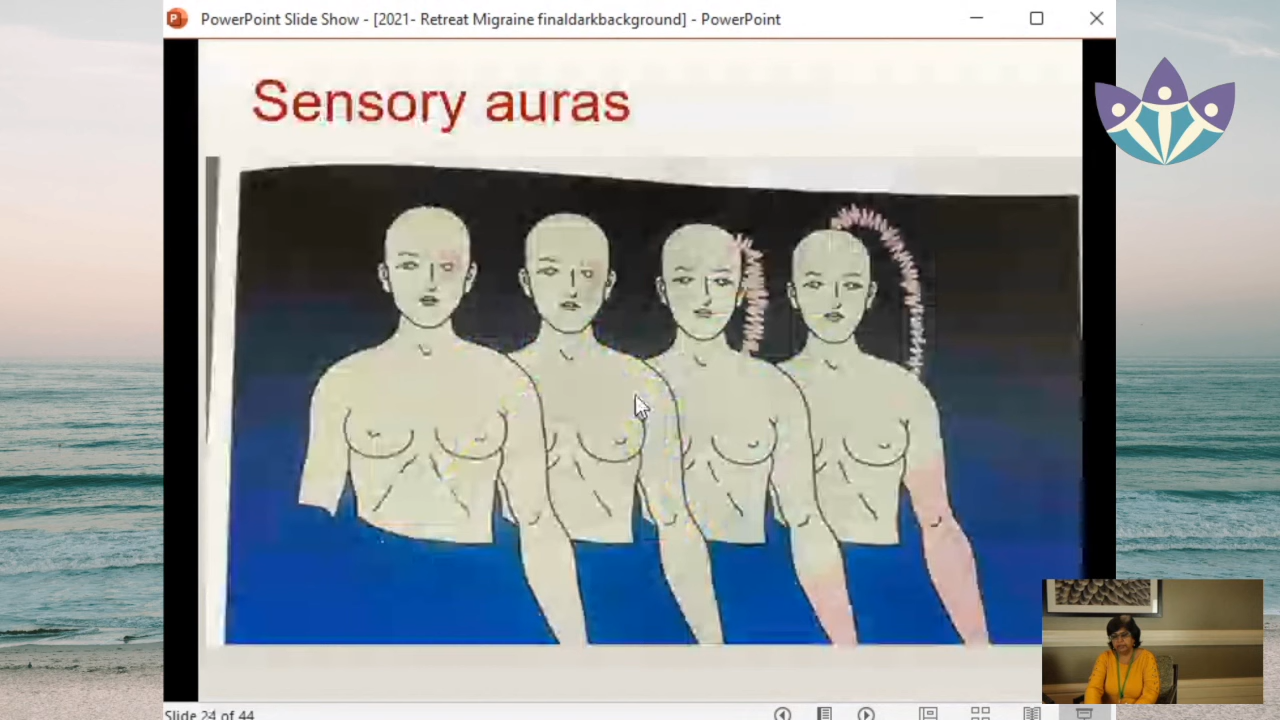 PowerPoint Slide Show - [2021- Retreat Migraine finaldarkbackground] - PowerPoint
Sensory auras
Slide 24 of 44